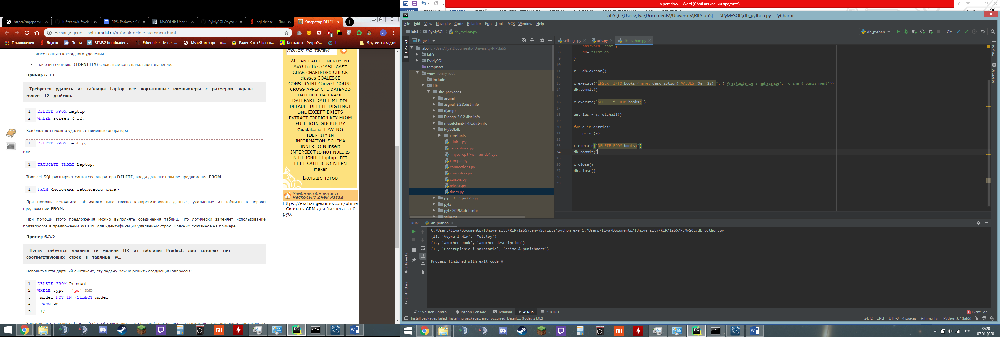 https://ugapanyu
iu5team/iu5web-
ЛР5. Работа с СУ
MySQLdb User's
PyMySQL/mysqlc
sql delete — Янд
Оператор DELET
Не защищено
sql-tutorial.ru/ru/book_delete_statement.html
Приложения
Яндекс
Почта
STM32 bootloader...
Ethermine - Miners...
Музей электронны...
РадиоКот :: Часы н...
Контакты - РетроР...
i
Другие закладки
имеет опцию каскадного удаления.
значение счетчика (IDENTITY) сбрасывается в начальное значение.
Пример 6.3.1
Требуется удалить из таблицы Laptop все портативные компьютеры с размером экрана
менее 12 дюймов.
1. DELETE FROM Laptop
2. WHERE screen < 12;
Все блокноты можно удалить с помощью оператора
1. DELETE FROM Laptop;
или
1. TRUNCATE TABLE Laptop;
Transact-SQL расширяет синтаксис оператора DELETE, вводя дополнительное предложение FROM:
1. FROM <источник табличного типа>
При помощи источника табличного типа можно конкретизировать данные, удаляемые из таблицы в первом
предложении FROM.
При помощи этого предложения можно выполнять соединения таблиц, что логически заменяет использование
подзапросов в предложении WHERE для идентификации удаляемых строк. Поясним сказанное на примере.
Пример 6.3.2
Пусть требуется удалить те модели ПК из таблицы Product, для которых нет
соответствующих строк в таблице PC.
Используя стандартный синтаксис, эту задачу можно решить следующим запросом:
1. DELETE FROM Product
2. WHERE type = 'pc' AND
3. model NOT IN (SELECT model
4. FROM PC
5. );
Заметим, что предикат type = 'pc' необходим здесь, чтобы не были удалены также модели принтеров и портативных
поиск по тэгам
ALL AND AUTO_INCREMENT
AVG battles CASE CAST
CHAR CHARINDEX CHECK
classes COALESCE
CONSTRAINT Convert COUNT
CROSS APPLY CTE DATEADD
DATEDIFF DATENAME
DATEPART DATETIME DDL
DEFAULT DELETE DISTINCT
DML EXCEPT EXISTS
EXTRACT FOREIGN KEY FROM
FULL JOIN GROUP BY
Guadalcanal HAVING
IDENTITY IN
INFORMATION_SCHEMA
INNER JOIN insert
INTERSECT IS NOT NULL IS
NULL ISNULL laptop LEFT
LEFT OUTER JOIN LEN
maker
Больше тэгов
Учебник обновлялся
несколько дней назад
https://exchangesumo.com/obme
. Скачать CRM для бизнеса за 0
руб.
report.docx - Word (Сбой активации продукта)
lab5 [C:\Users\Ilya\Documents\!University\RIP\lab5] - ...\PyMySQL\db_python.py - PyCharm
File Edit View Navigate Code Refactor Run Tools VCS Window Help
lab5 PyMySQL db_python.py
db_python
Git:
Project
settings.py urls.py db_python.py
1: Project
lab5 C:\Users\Ilya\Documents\!University\RIP\lab5
lab5
PyMySQL
templates
venv library root
Include
Lib
site-packages
asgiref
asgiref-3.2.3.dist-info
django
Django-3.0.2.dist-info
mysqlclient-1.4.6.dist-info
MySQLdb
constants
__init__.py
_exceptions.py
_mysql.cp37-win_amd64.pyd
compat.py
connections.py
converters.py
cursors.py
release.py
times.py
pip-19.0.3-py3.7.egg
pytz
pytz-2019.3.dist-info
sqlparse
7 password="root",
8 db="first_db"
9 )
10
11 c = db.cursor()
12
13 c.execute("INSERT INTO books (name, description) VALUES (%s, %s);", ('Prestuplenie i nakazanie', 'crime & punishment'))
14 db.commit()
15
16 c.execute("SELECT * FROM books;")
17
18 entries = c.fetchall()
19
20 for e in entries:
21 print(e)
22
23 c.execute("DELETE FROM books;")
24 db.commit()
25
26 c.close()
27 db.close()
28
29
SciView
Database
Run: db_python
C:\Users\Ilya\Documents\!University\RIP\lab5\venv\Scripts\python.exe C:/Users/Ilya/Documents/!University/RIP/lab5/PyMySQL/db_python.py
(11, 'Voyna i Mir', 'Tolstoy')
(12, 'another book', 'another description')
(13, 'Prestuplenie i nakazanie', 'crime & punishment')
Process finished with exit code 0
2: Favorites
7: Structure
9: Version Control Python Console Terminal 4: Run 6: TODO
1 Event Log
Install packages failed: Installing packages: error occurred. Details... (today 21:02)
24:12 CRLF UTF-8 4 spaces Git: master Python 3.7 (lab5)
РУС
22:20
07.01.2020